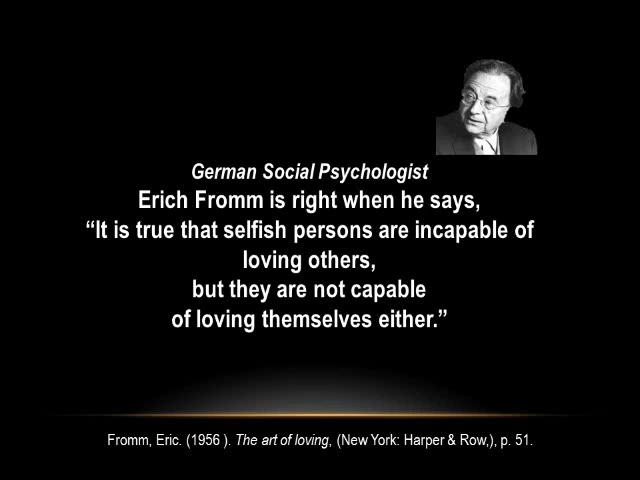 German Social Psychologist
Erich Fromm is right when he says,
“It is true that selfish persons are incapable of
loving others,
but they are not capable
of loving themselves either.”
Fromm, Eric. (1956 ). The art of loving, (New York: Harper & Row,), p. 51.